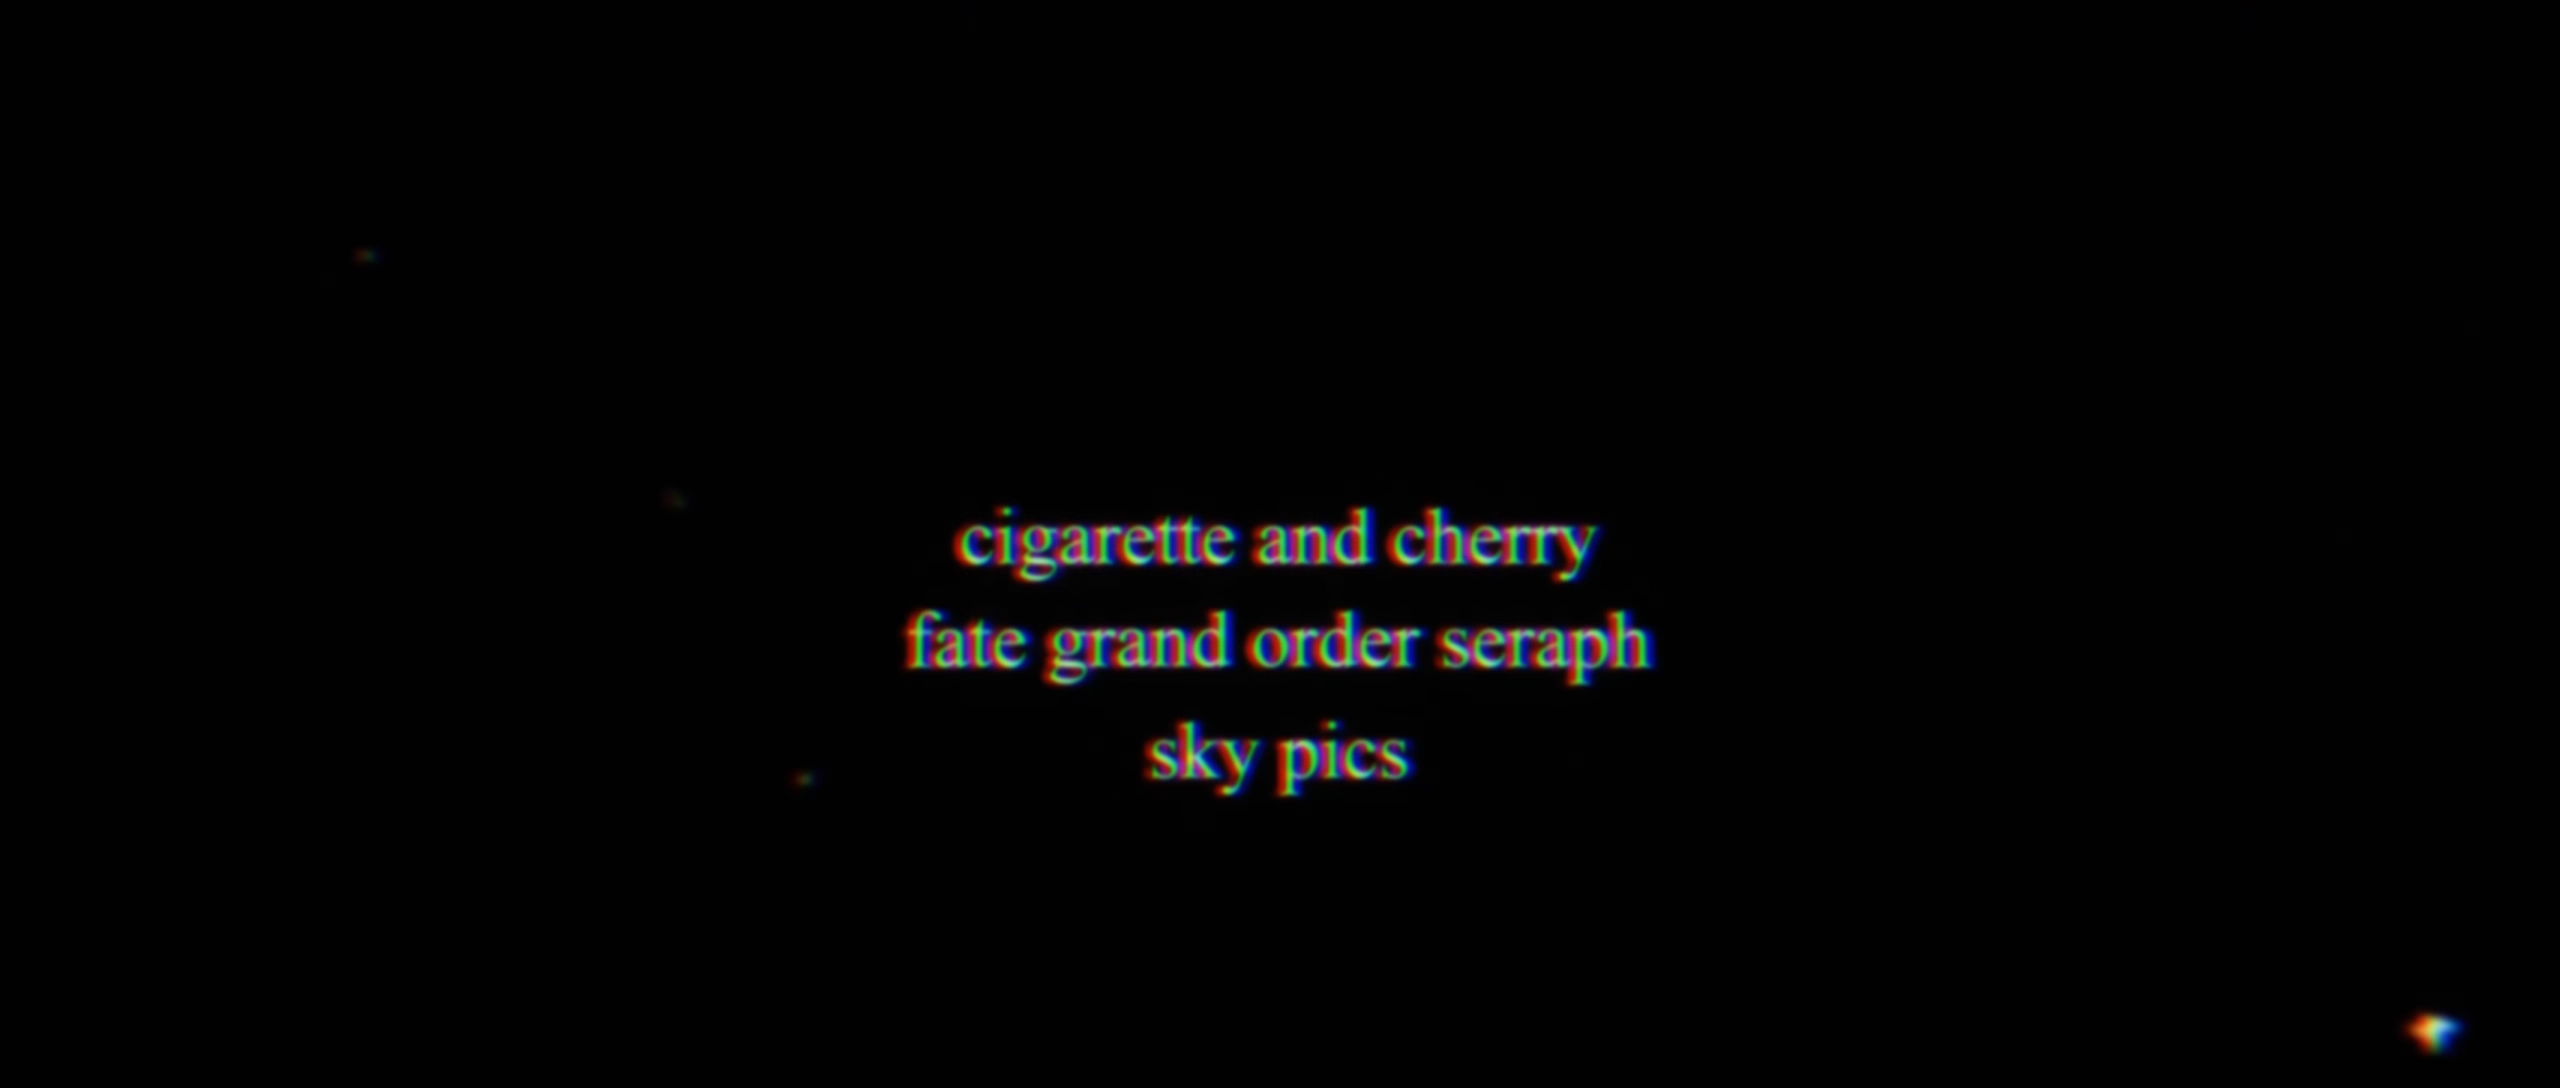 cigarette and cherry
fate grand order seraph
sky pics